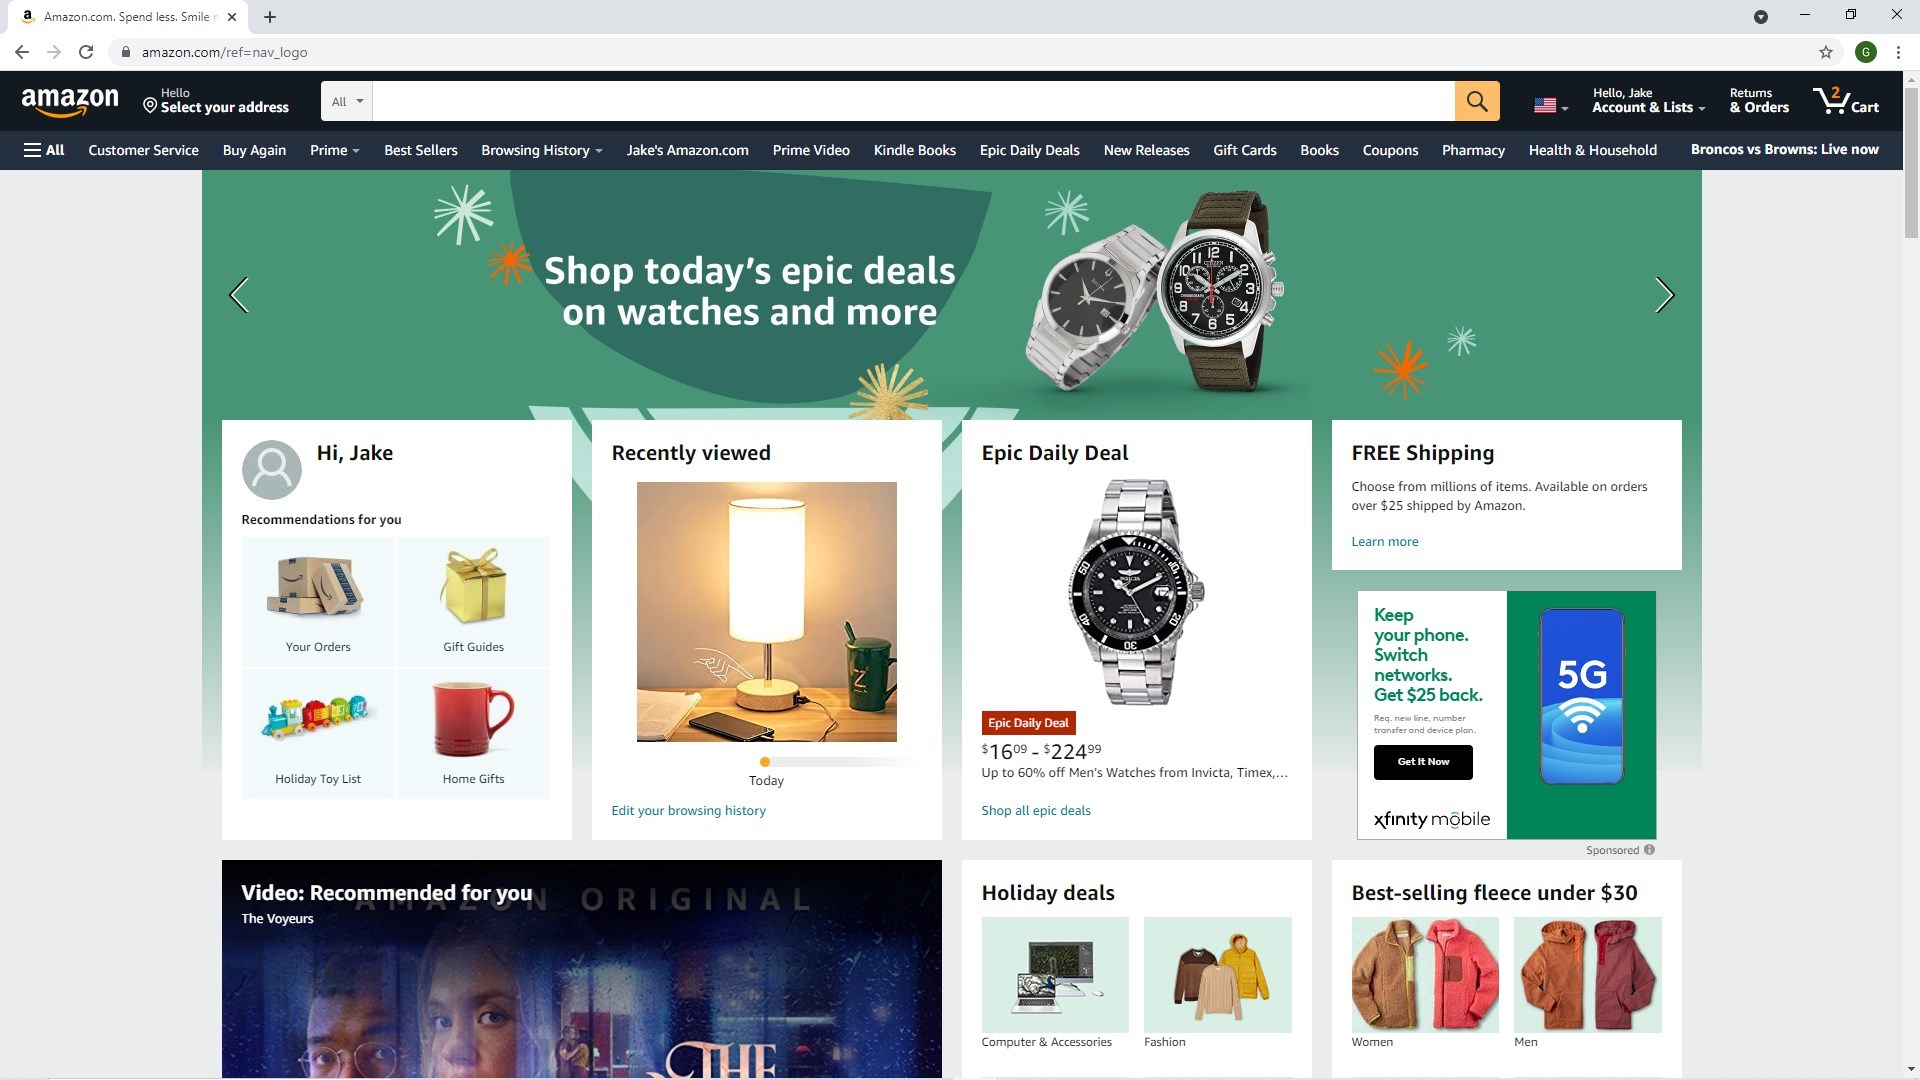 Amazon.com. Spend less. Smile
G
amazon.com/ref=nav_logo
amazon
Hello
Select your address
All
Hello, Jake
Account & Lists
Returns
& Orders
2
Cart
All
Customer Service
Buy Again
Prime
Best Sellers
Browsing History
Jake's Amazon.com
Prime Video
Kindle Books
Epic Daily Deals
New Releases
Gift Cards
Books
Coupons
Pharmacy
Health & Household
Broncos vs Browns: Live now
Shop today's epic deals
on watches and more
Hi, Jake
Recommendations for you
Your Orders
Gift Guides
Holiday Toy List
Home Gifts
Recently viewed
Z
Today
Edit your browsing history
Epic Daily Deal
Epic Daily Deal
$16.09 - $224.99
Up to 60% off Men's Watches from Invicta, Timex,...
Shop all epic deals
FREE Shipping
Choose from millions of items. Available on orders
over $25 shipped by Amazon.
Learn more
Keep
your phone.
Switch
networks.
Get $25 back.
Req. new line, number
transfer and device plan.
Get It Now
xfinity mobile
5G
Sponsored
Video: Recommended for you
AMAZON ORIGINAL
The Voyeurs
THE
Holiday deals
Computer & Accessories
Fashion
Best-selling fleece under $30
Women
Men